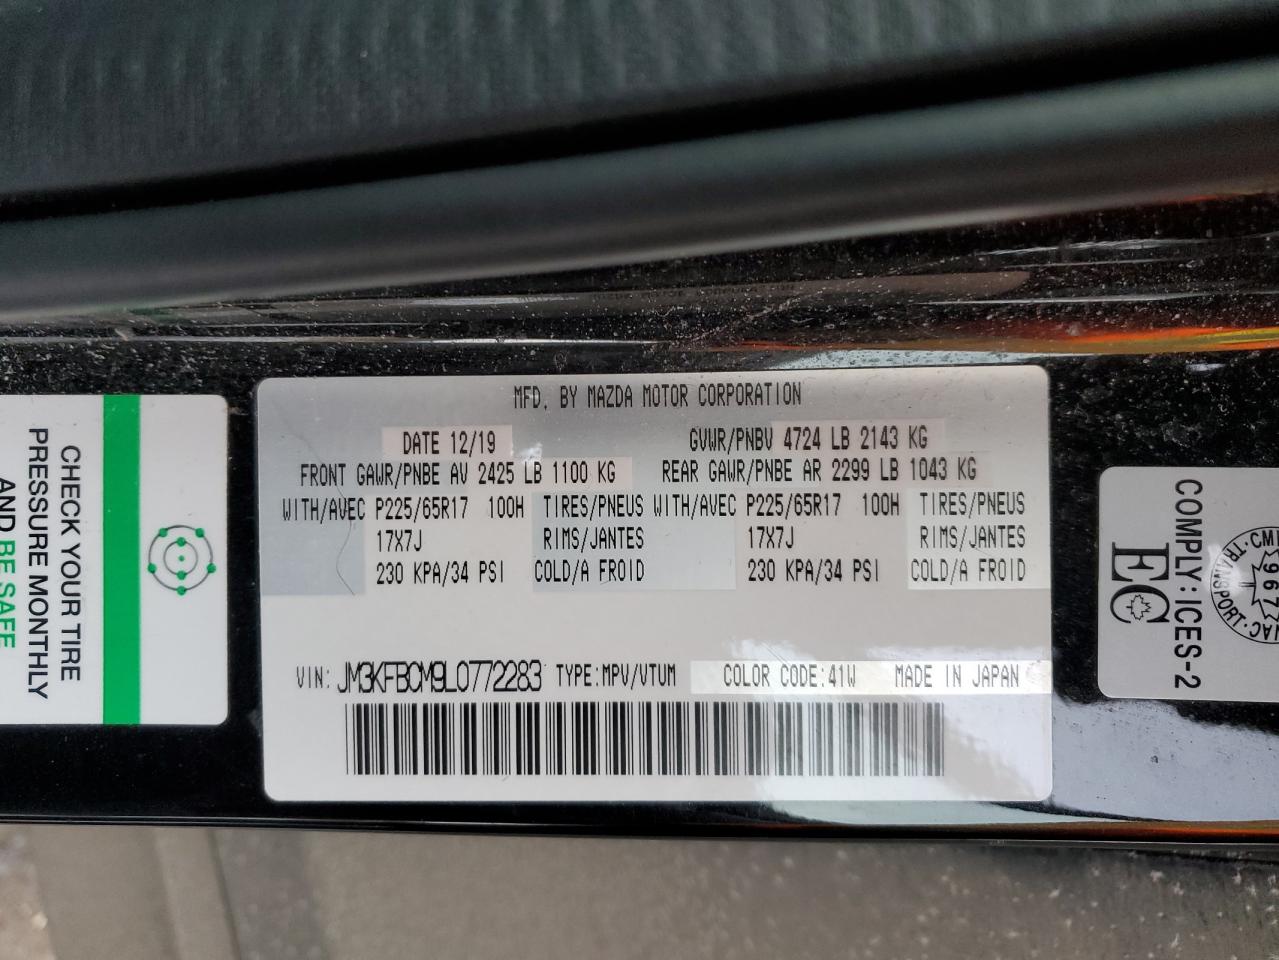 CHECK YOUR TIRE
PRESSURE MONTHLY
AND BE SAFE
MFD. BY MAZDA MOTOR CORPORATION
DATE 12/19 GVWR/PNBV 4724 LB 2143 KG
FRONT GAWR/PNBE AV 2425 LB 1100 KG REAR GAWR/PNBE AR 2299 LB 1043 KG
WITH/AVEC P225/65R17 100H TIRES/PNEUS WITH/AVEC P225/65R17 100H TIRES/PNEUS
17X7J RIMS/JANTES 17X7J RIMS/JANTES
230 KPA/34 PSI COLD/A FROID 230 KPA/34 PSI COLD/A FROID
VIN: JM3KFBCM9L0772283 TYPE:MPV/VTUM COLOR CODE:41W MADE IN JAPAN
COMPLY: ICES-2
EC
TRANSPORT